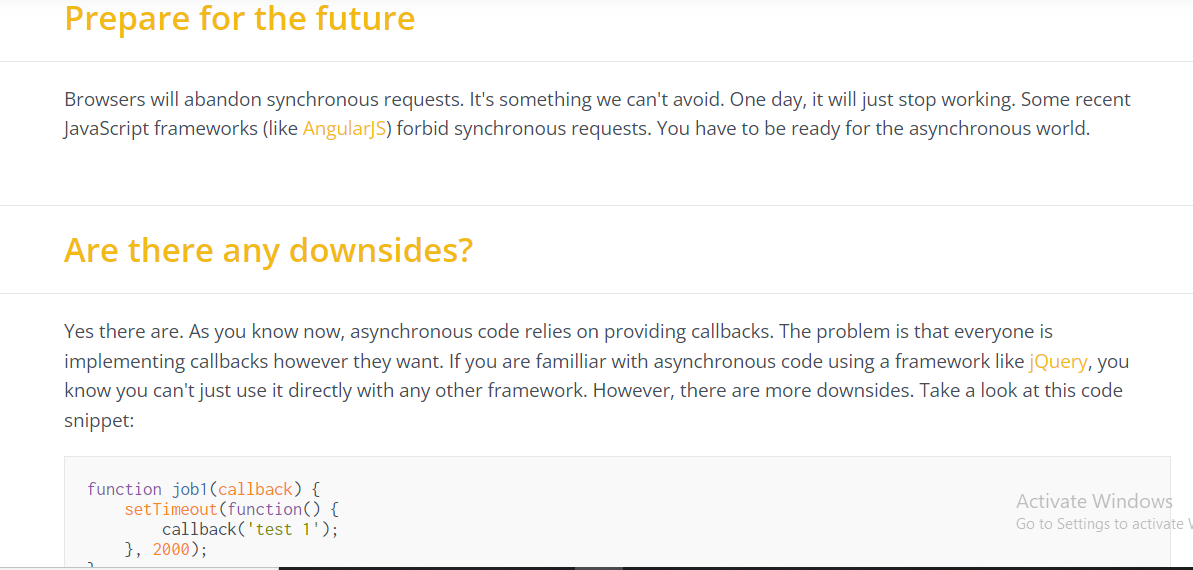 Prepare for the future
Browsers will abandon synchronous requests. It's something we can't avoid. One day, it will just stop working. Some recent
JavaScript frameworks (like AngularJS) forbid synchronous requests. You have to be ready for the asynchronous world.
Are there any downsides?
Yes there are. As you know now, asynchronous code relies on providing callbacks. The problem is that everyone is
implementing callbacks however they want. If you are familliar with asynchronous code using a framework like jQuery, you
know you can't just use it directly with any other framework. However, there are more downsides. Take a look at this code
snippet:
function job1(callback) {
    setTimeout(function() {
        callback('test 1');
    }, 2000);
Activate Windows
Go to Settings to activate